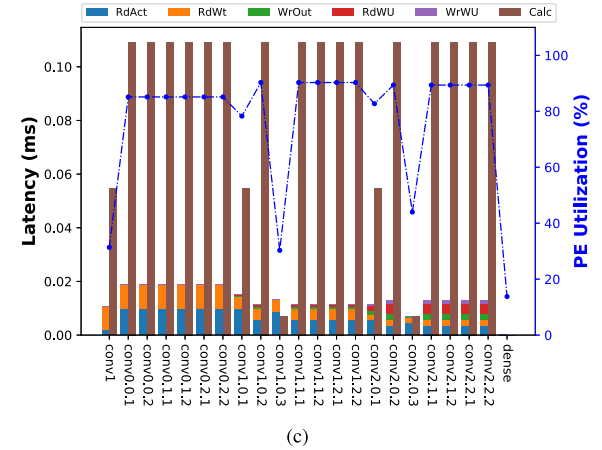 RdAct RdWt WrOut RdWU WrWU Calc
0.10
0.08
0.06
0.04
0.02
0.00
Latency (ms)
100
80
60
40
20
0
PE Utilization (%)
conv1
conv0.0.1
conv0.0.2
conv0.1.1
conv0.1.2
conv0.2.1
conv0.2.2
conv1.0.1
conv1.0.2
conv1.0.3
conv1.1.1
conv1.1.2
conv1.2.1
conv1.2.2
conv2.0.1
conv2.0.2
conv2.0.3
conv2.1.1
conv2.1.2
conv2.2.1
conv2.2.2
dense
(c)